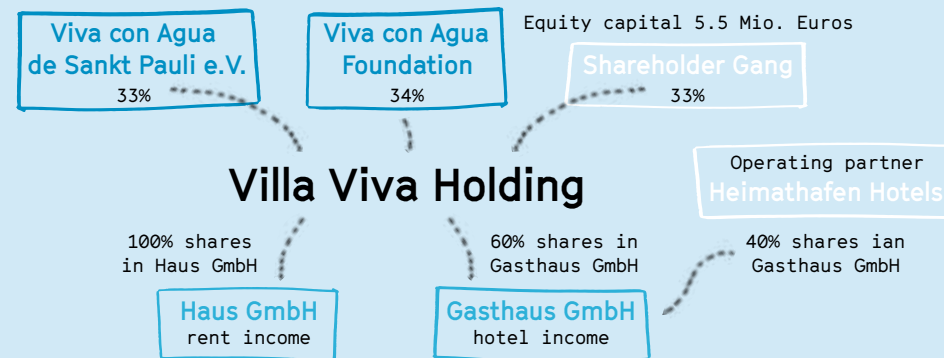 Viva con Agua
de Sankt Pauli e.V.
33%
Viva con Agua
Foundation
34%
Equity capital 5.5 Mio. Euros
Shareholder Gang
33%
Villa Viva Holding
Operating partner
Heimathafen Hotels
100% shares
in Haus GmbH
60% shares in
Gasthaus GmbH
40% shares ian
Gasthaus GmbH
Haus GmbH
rent income
Gasthaus GmbH
hotel income